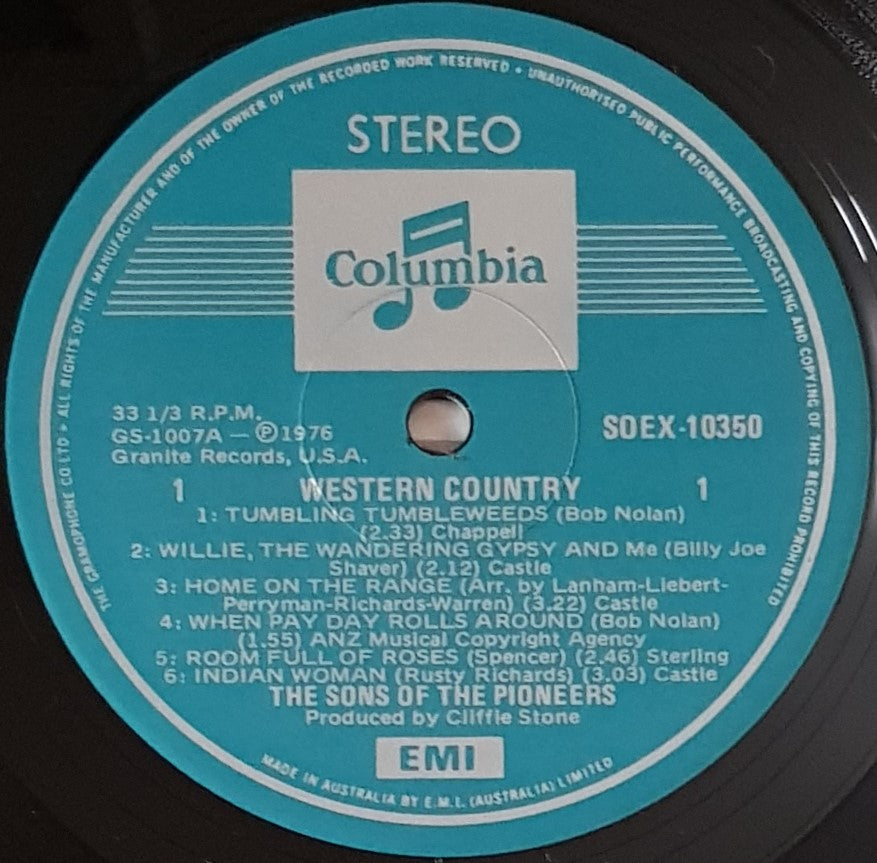 THE GRAMOPHONE CO LTD • ALL RIGHTS OF THE MANUFACTURER AND OF THE OWNER OF THE RECORDED WORK RESERVED • UNAUTHORISED PUBLIC PERFORMANCE BROADCASTING AND COPYING OF THIS RECORD PROHIBITED
STEREO
Columbia
33 1/3 R.P.M.
GS-1007A — ℗1976
Granite Records, U.S.A.
SOEX-10350
1 WESTERN COUNTRY 1
1: TUMBLING TUMBLEWEEDS (Bob Nolan)
(2.33) Chappell
2: WILLIE, THE WANDERING GYPSY AND Me (Billy Joe
Shaver) (2.12) Castle
3: HOME ON THE RANGE (Arr. by Lanham-Liebert-
Perryman-Richards-Warren) (3.22) Castle
4: WHEN PAY DAY ROLLS AROUND (Bob Nolan)
(1.55) ANZ Musical Copyright Agency
5: ROOM FULL OF ROSES (Spencer) (2.46) Sterling
6: INDIAN WOMAN (Rusty Richards) (3.03) Castle
THE SONS OF THE PIONEERS
Produced by Cliffie Stone
EMI
MADE IN AUSTRALIA BY E.M.I. (AUSTRALIA) LIMITED